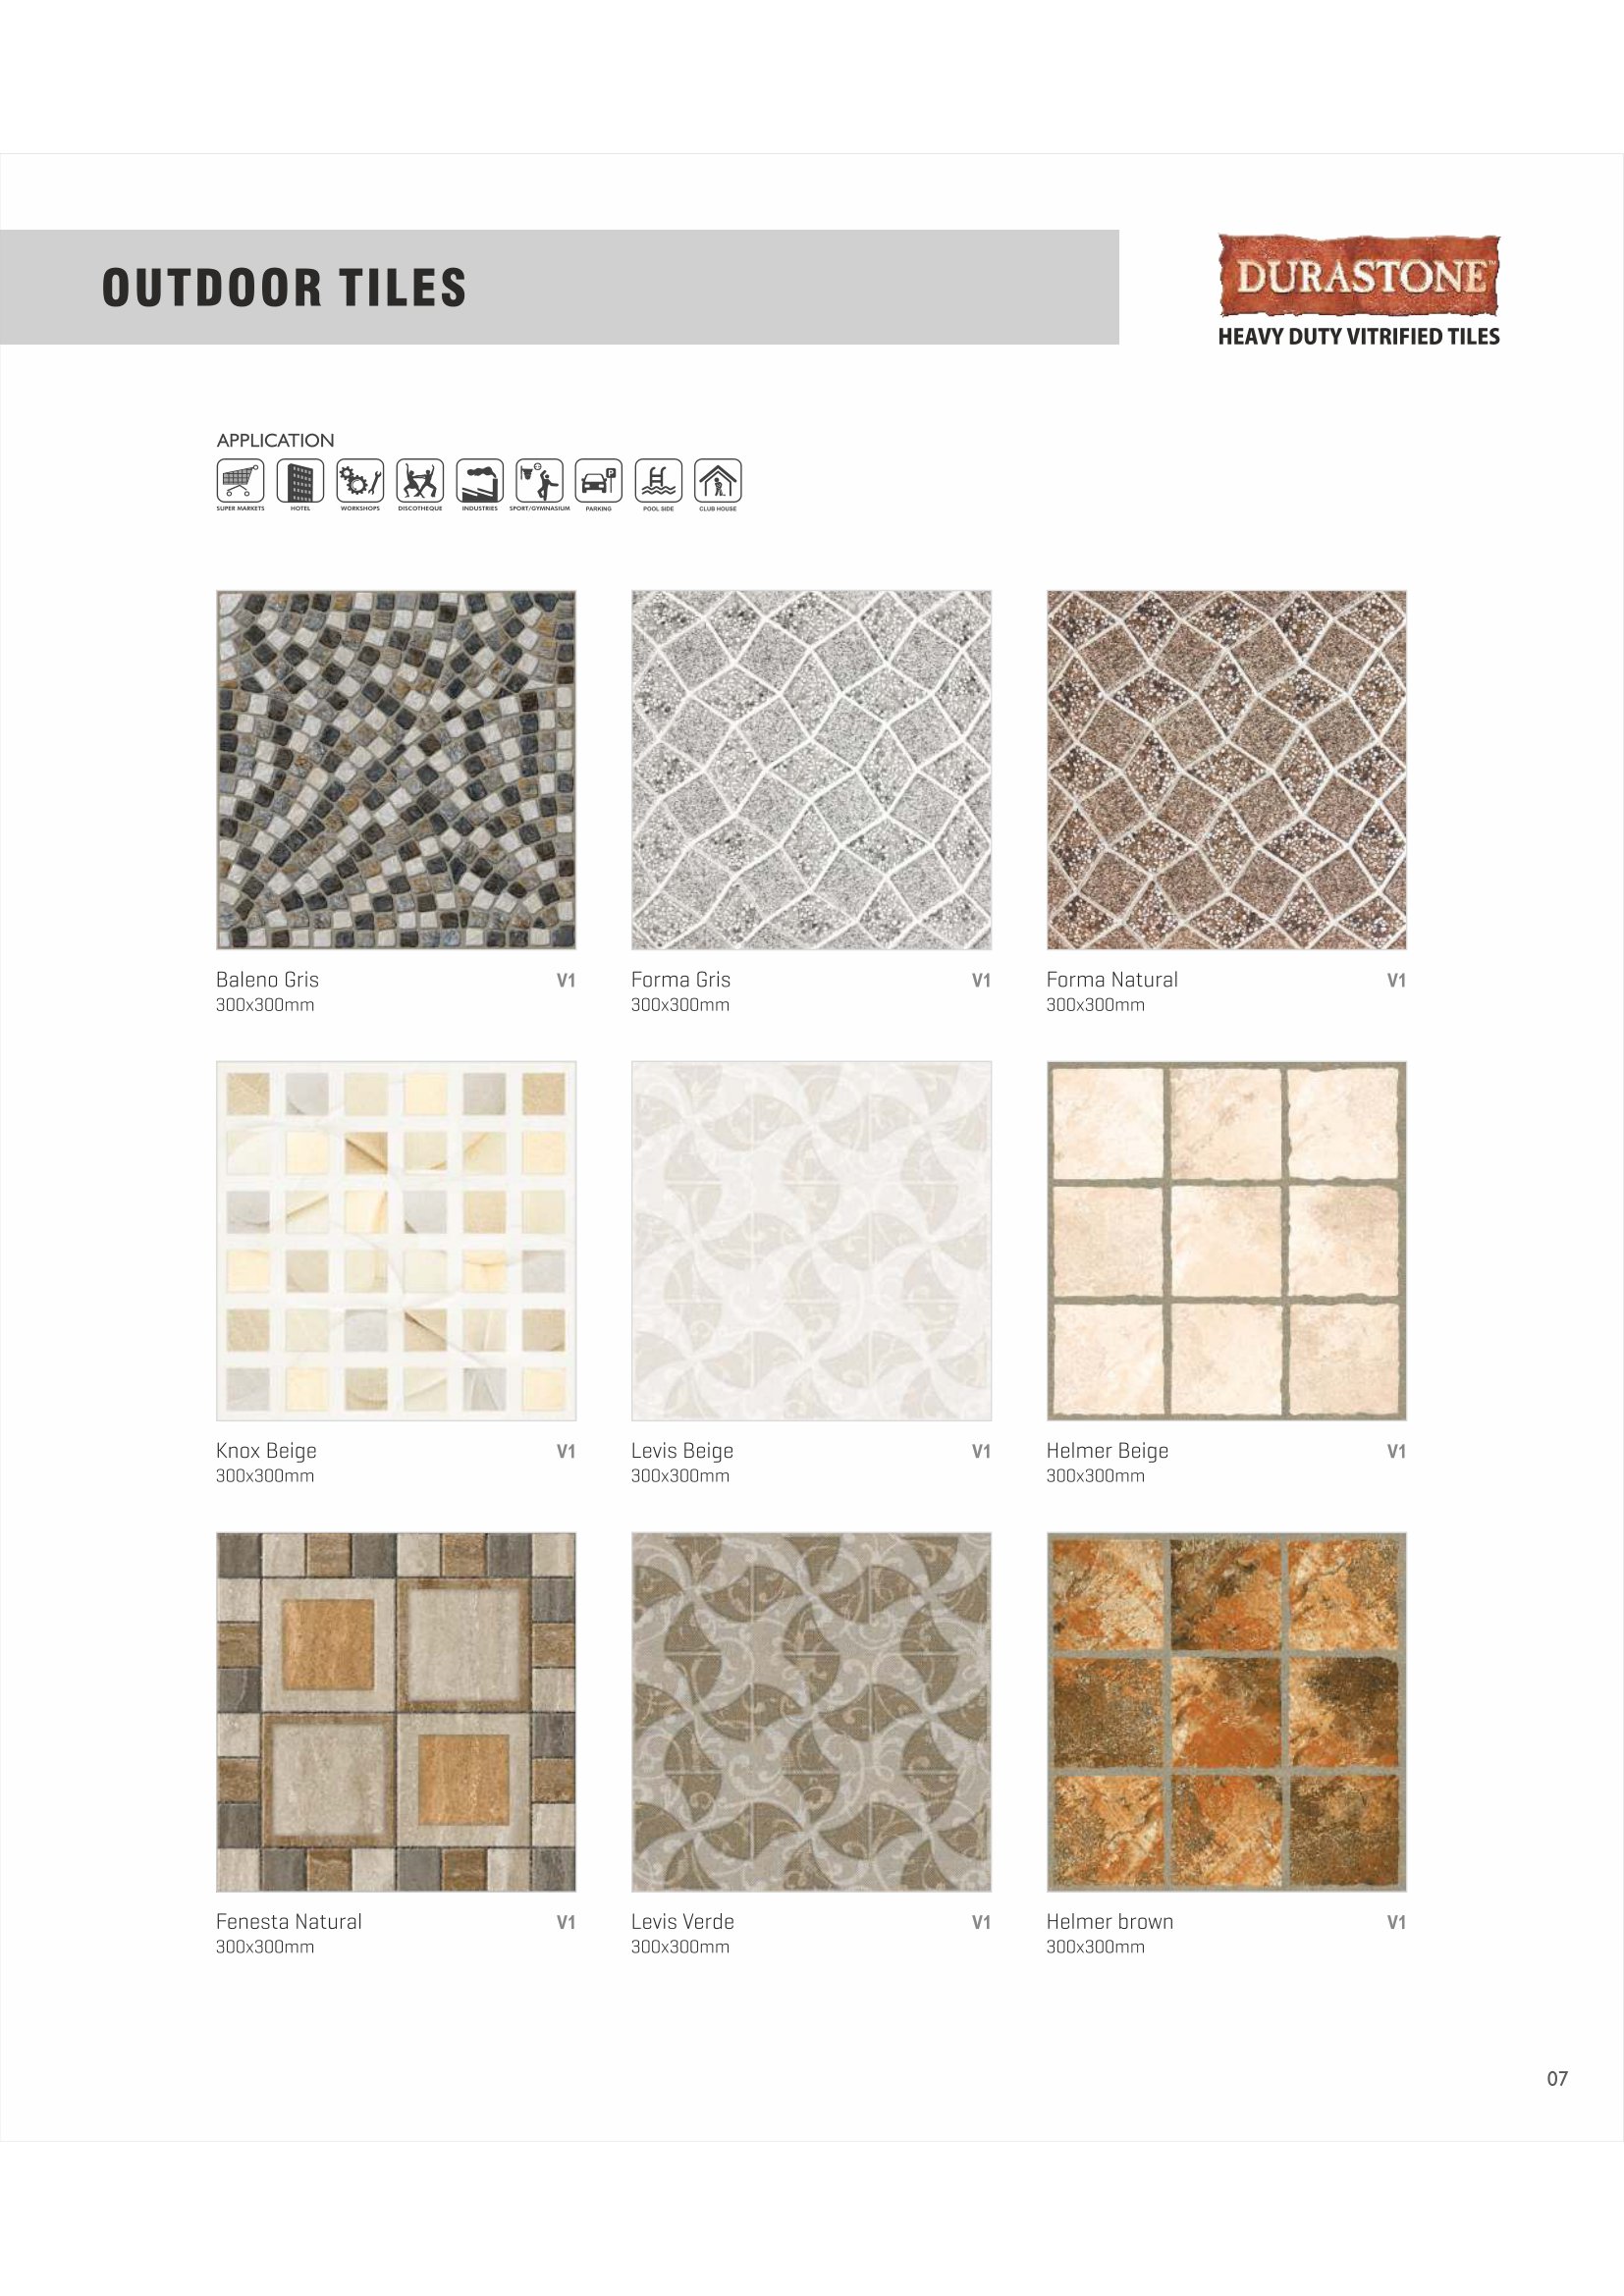 OUTDOOR TILES
DURASTONE™
HEAVY DUTY VITRIFIED TILES
APPLICATION
SUPER MARKETS HOTEL WORKSHOPS DISCOTHEQUE INDUSTRIES SPORT/GYMNASIUM PARKING POOL SIDE CLUB HOUSE
Baleno Gris V1
300x300mm
Forma Gris V1
300x300mm
Forma Natural V1
300x300mm
Knox Beige V1
300x300mm
Levis Beige V1
300x300mm
Helmer Beige V1
300x300mm
Fenesta Natural V1
300x300mm
Levis Verde V1
300x300mm
Helmer brown V1
300x300mm
07